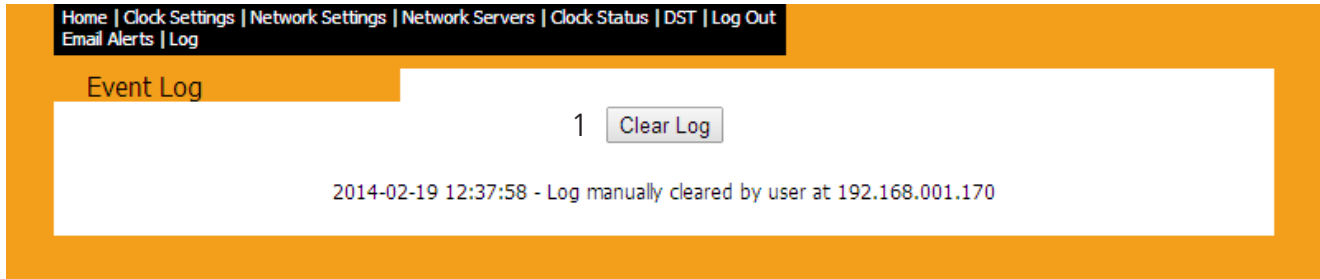 Home | Clock Settings | Network Settings | Network Servers | Clock Status | DST | Log Out
Email Alerts | Log
Event Log
1 Clear Log
2014-02-19 12:37:58 - Log manually cleared by user at 192.168.001.170